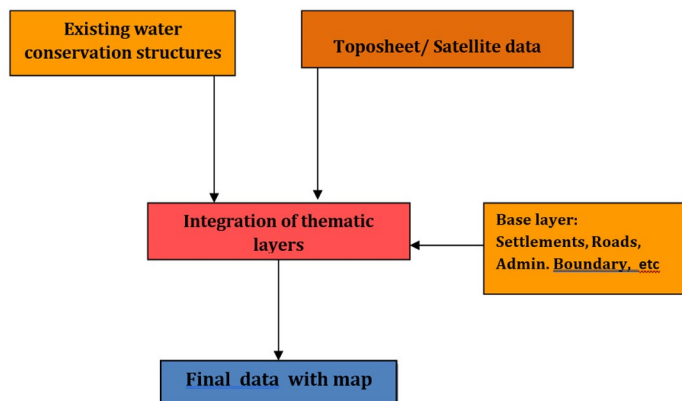 Existing water
conservation structures
Toposheet/ Satellite data
Integration of thematic
layers
Base layer:
Settlements, Roads,
Admin. Boundary, etc
Final data with map